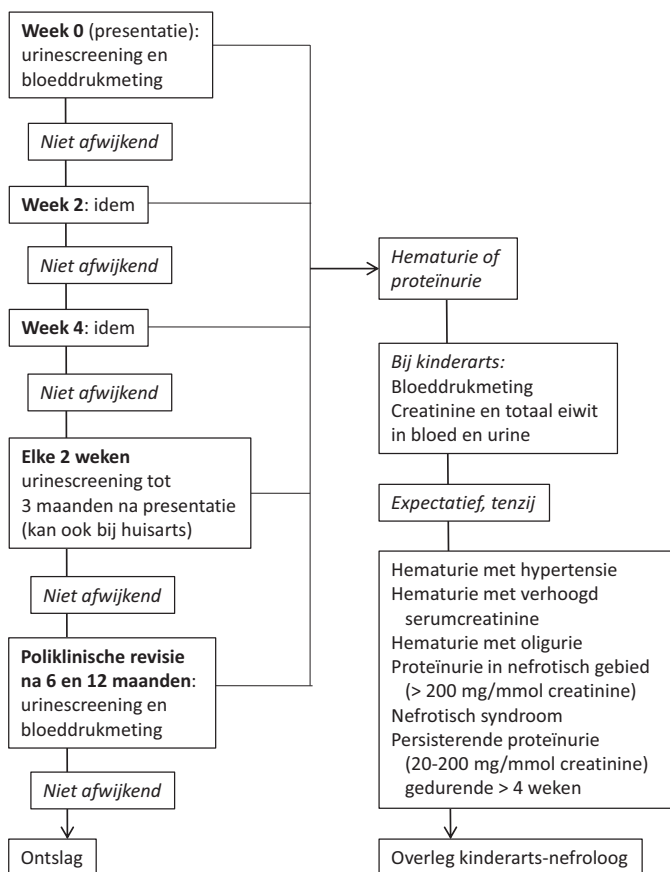 Week 0 (presentatie):
urinescreening en
bloeddrukmeting
Niet afwijkend
Week 2: idem
Niet afwijkend
Week 4: idem
Niet afwijkend
Elke 2 weken
urinescreening tot
3 maanden na presentatie
(kan ook bij huisarts)
Niet afwijkend
Poliklinische revisie
na 6 en 12 maanden:
urinescreening en
bloeddrukmeting
Niet afwijkend
Ontslag
Hematurie of
proteïnurie
Bij kinderarts:
Bloeddrukmeting
Creatinine en totaal eiwit
in bloed en urine
Expectatief, tenzij
Hematurie met hypertensie
Hematurie met verhoogd
serumcreatinine
Hematurie met oligurie
Proteïnurie in nefrotisch gebied
(> 200 mg/mmol creatinine)
Nefrotisch syndroom
Persisterende proteïnurie
(20-200 mg/mmol creatinine)
gedurende > 4 weken
Overleg kinderarts-nefroloog